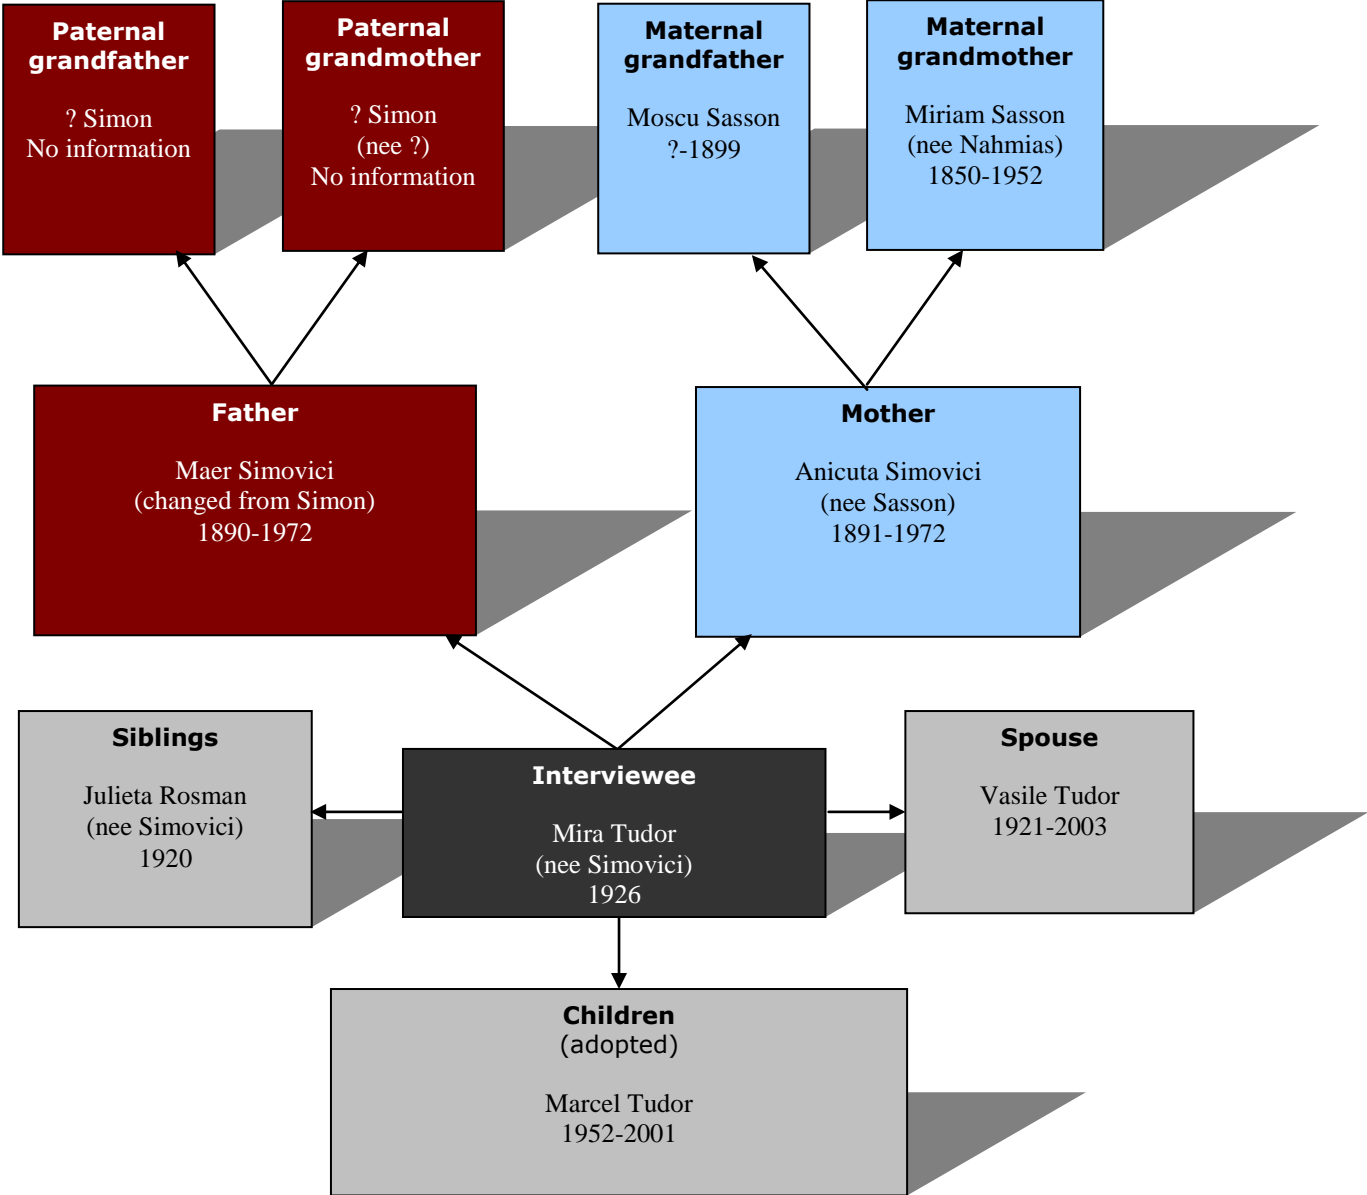 Paternal
grandfather
? Simon
No information
Paternal
grandmother
? Simon
(nee ?)
No information
Maternal
grandfather
Moscu Sasson
?-1899
Maternal
grandmother
Miriam Sasson
(nee Nahmias)
1850-1952
Father
Maer Simovici
(changed from Simon)
1890-1972
Mother
Anicuta Simovici
(nee Sasson)
1891-1972
Siblings
Julieta Rosman
(nee Simovici)
1920
Interviewee
Mira Tudor
(nee Simovici)
1926
Spouse
Vasile Tudor
1921-2003
Children
(adopted)
Marcel Tudor
1952-2001